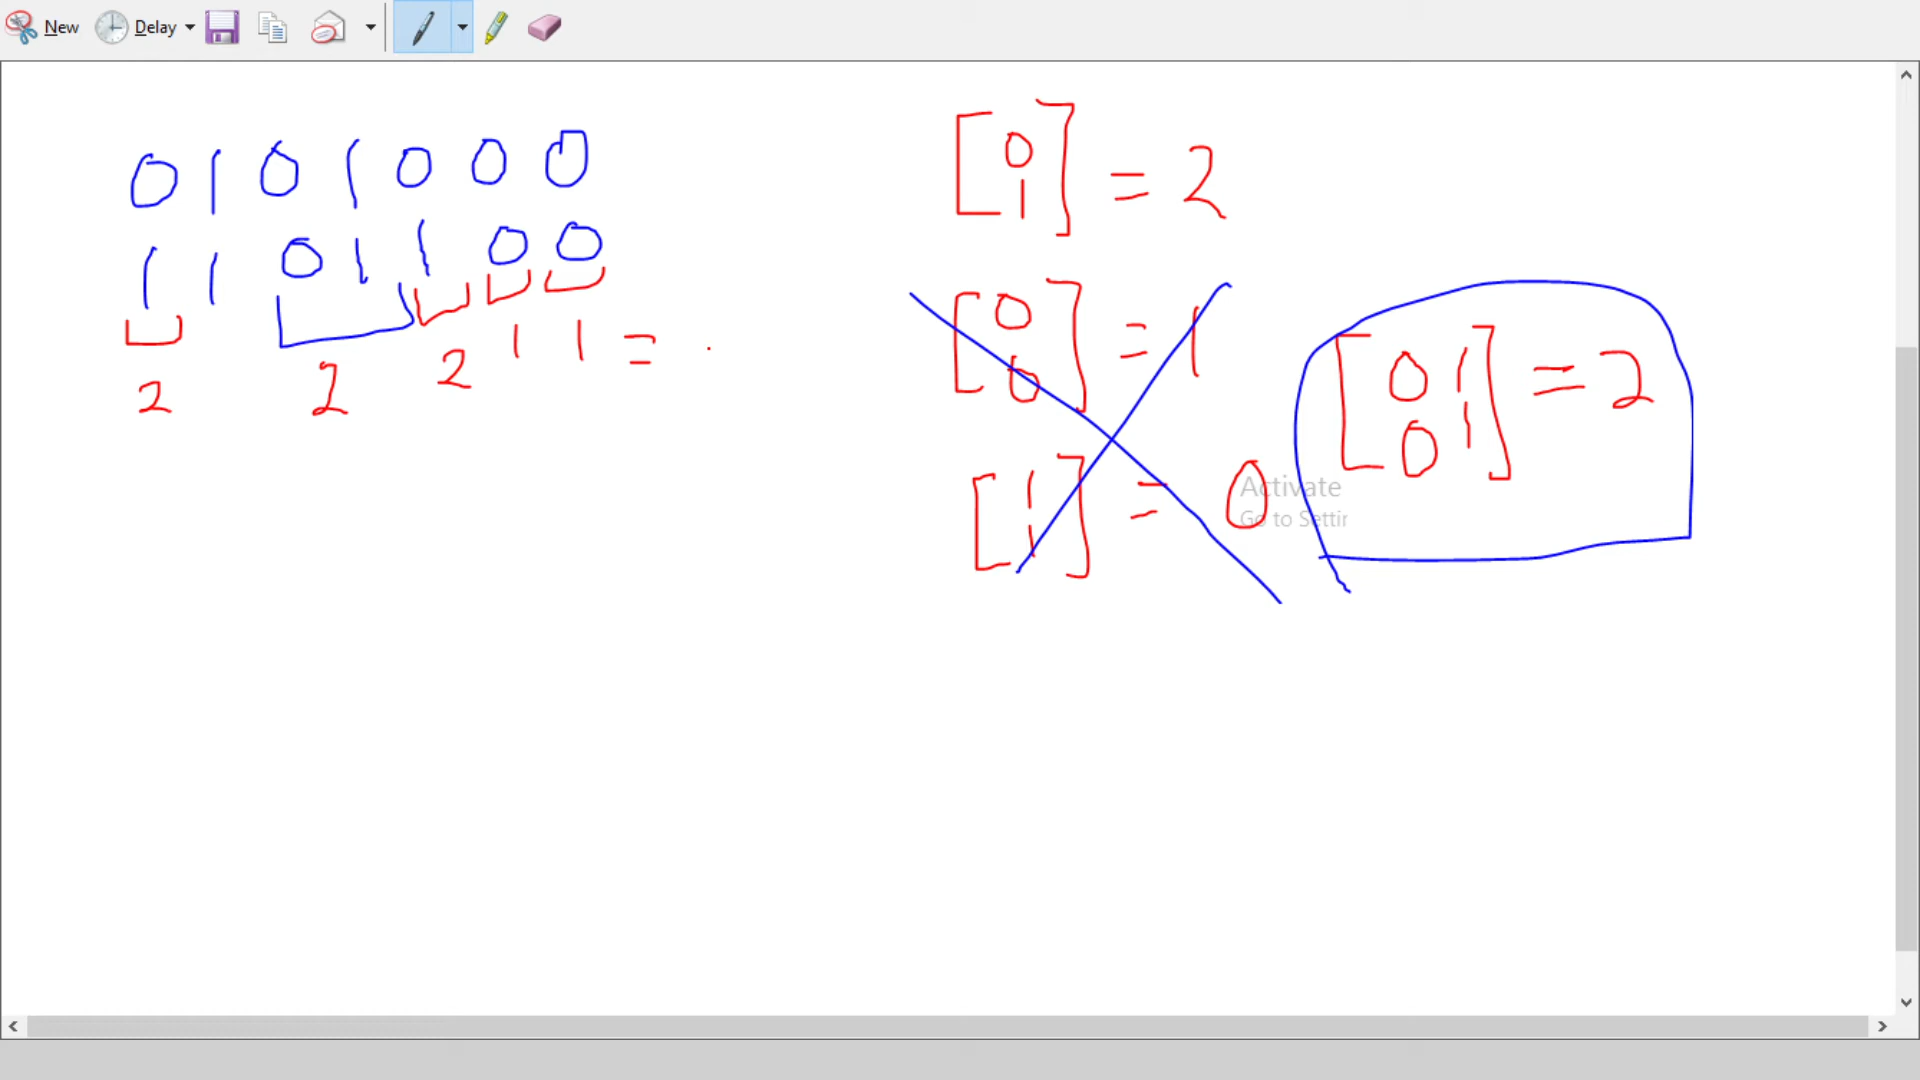 New Delay
0 1 0 1 0 0 0
1 1 0 1 1 0 0
2 2 2 1 1 =
[0
1] = 2
[0
0] = 1
[1
1] = 0
[0 1
0 1] = 2
Activate
Go to Settin